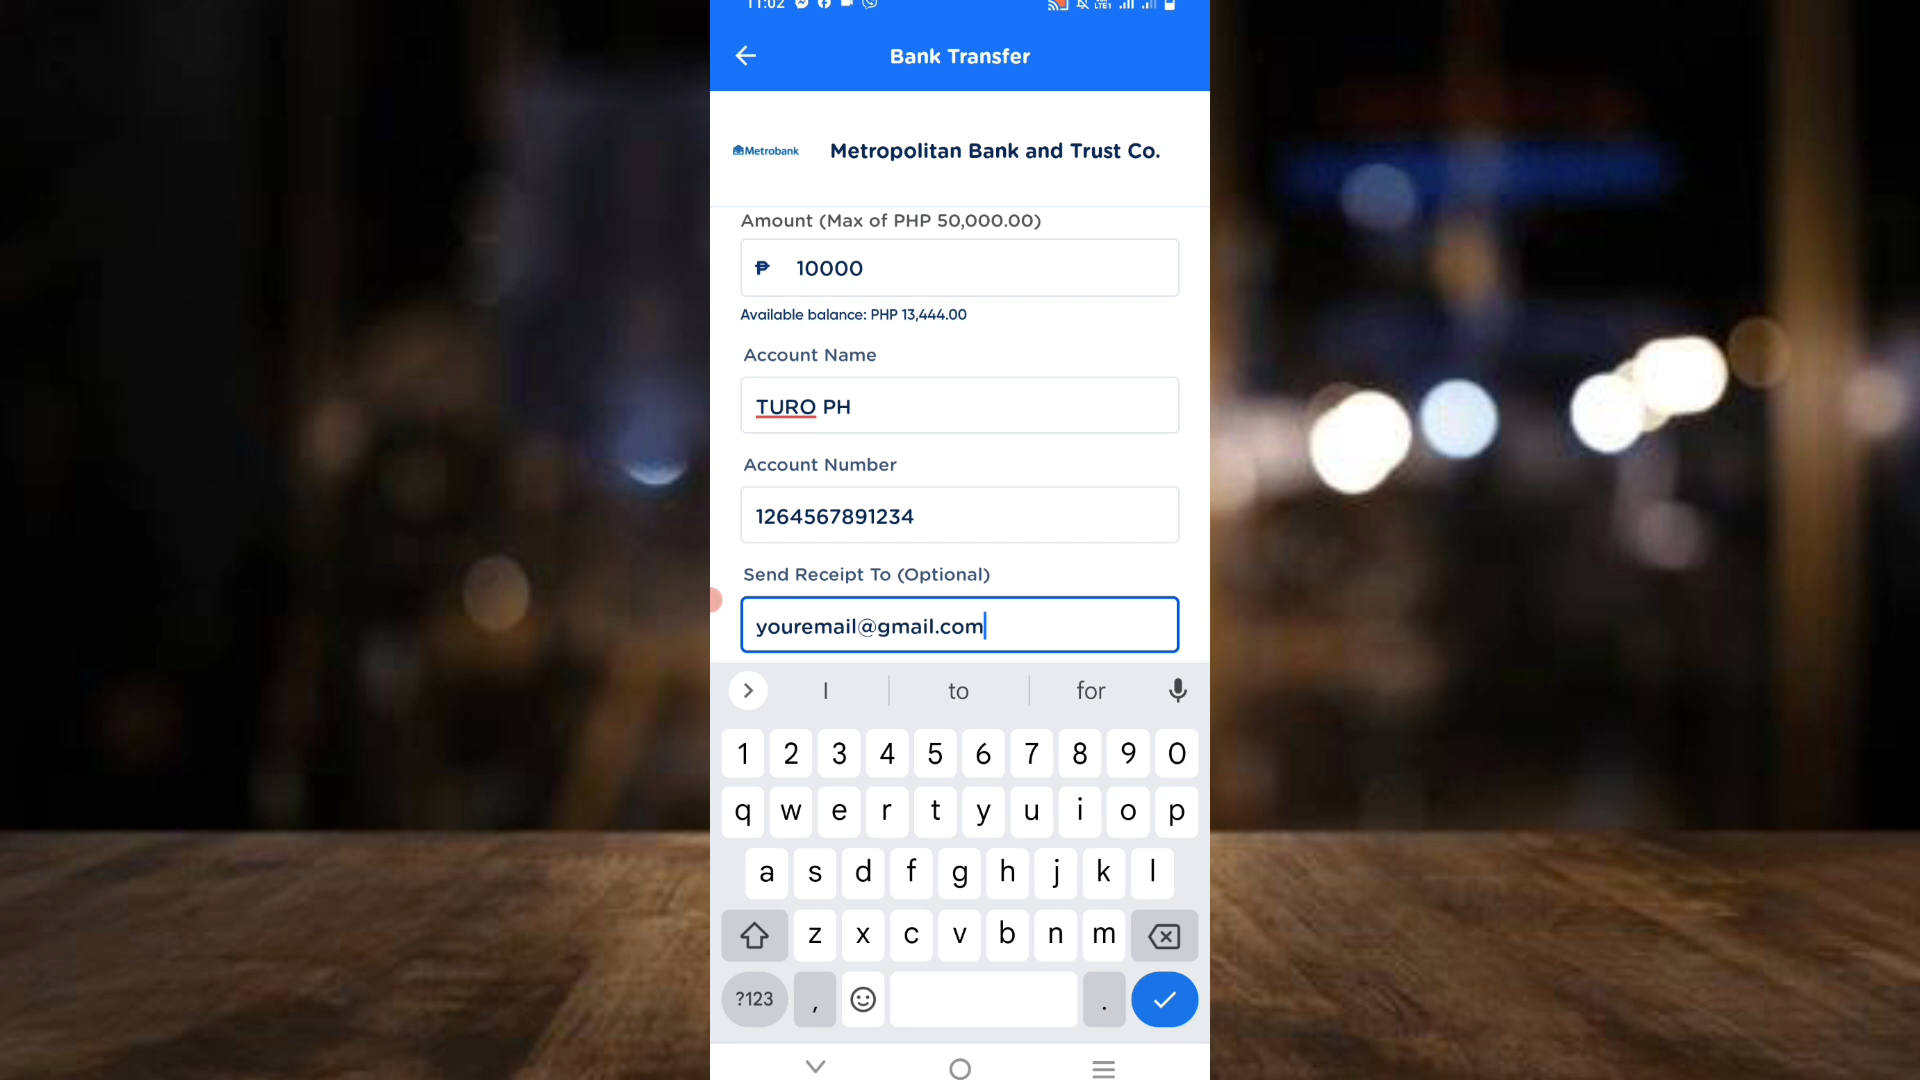 11:02
Bank Transfer
Metrobank
Metropolitan Bank and Trust Co.
Amount (Max of PHP 50,000.00)
₱ 10000
Available balance: PHP 13,444.00
Account Name
TURO PH
Account Number
1264567891234
Send Receipt To (Optional)
youremail@gmail.com
I to for
1 2 3 4 5 6 7 8 9 0
q w e r t y u i o p
a s d f g h j k l
z x c v b n m
?123 , .